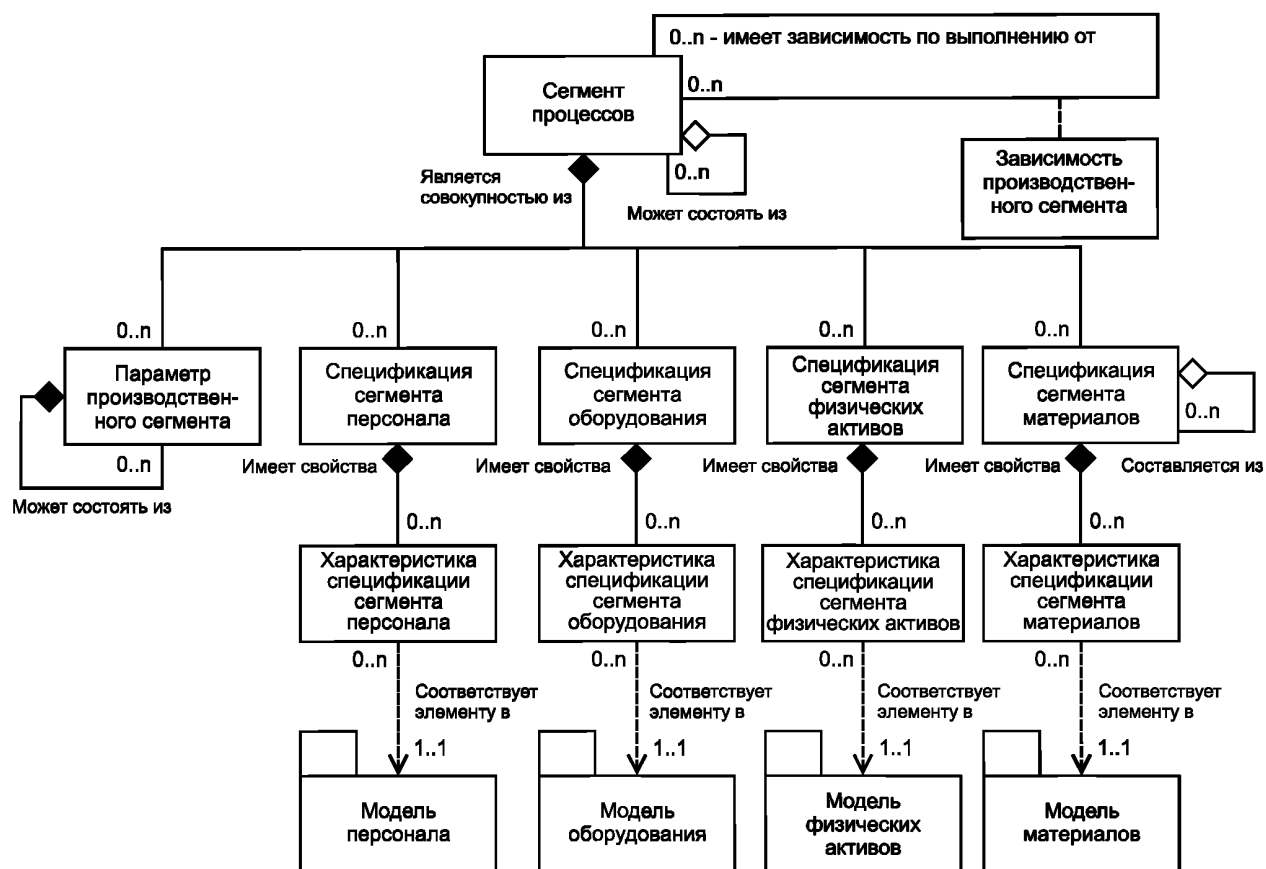 0..n - имеет зависимость по выполнению от
Сегмент
процессов
0..n
0..n
Может состоять из
Зависимость
производствен-
ного сегмента
Является
совокупностью из
0..n
0..n
0..n
0..n
0..n
Параметр
производствен-
ного сегмента
0..n
Может состоять из
Спецификация
сегмента
персонала
Спецификация
сегмента
оборудования
Спецификация
сегмента
физических
активов
Спецификация
сегмента
материалов
0..n
Имеет свойства
Имеет свойства
Имеет свойства
Имеет свойства
Составляется из
0..n
0..n
0..n
0..n
Характеристика
спецификации
сегмента
персонала
Характеристика
спецификации
сегмента
оборудования
Характеристика
спецификации
сегмента
физических активов
Характеристика
спецификации
сегмента
материалов
0..n
0..n
0..n
0..n
Соответствует
элементу в
Соответствует
элементу в
Соответствует
элементу в
Соответствует
элементу в
1..1
1..1
1..1
1..1
Модель
персонала
Модель
оборудования
Модель
физических
активов
Модель
материалов